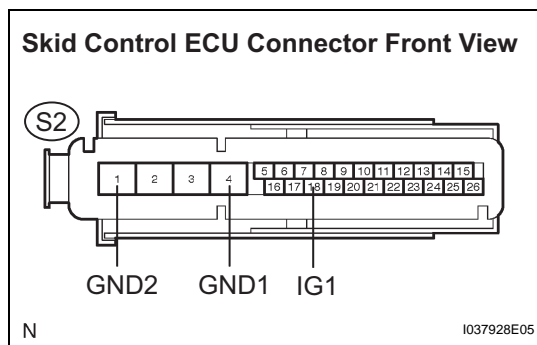 Skid Control ECU Connector Front View
S2
1 2 3 4 5 6 7 8 9 10 11 12 13 14 15
16 17 18 19 20 21 22 23 24 25 26
GND2 GND1 IG1
N I037928E05